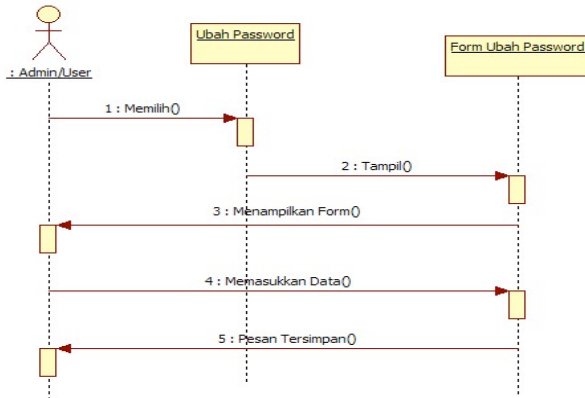 Ubah Password
Form Ubah Password
: Admin/User
1 : Memilih()
2 : Tampil()
3 : Menampilkan Form()
4 : Memasukkan Data()
5 : Pesan Tersimpan()